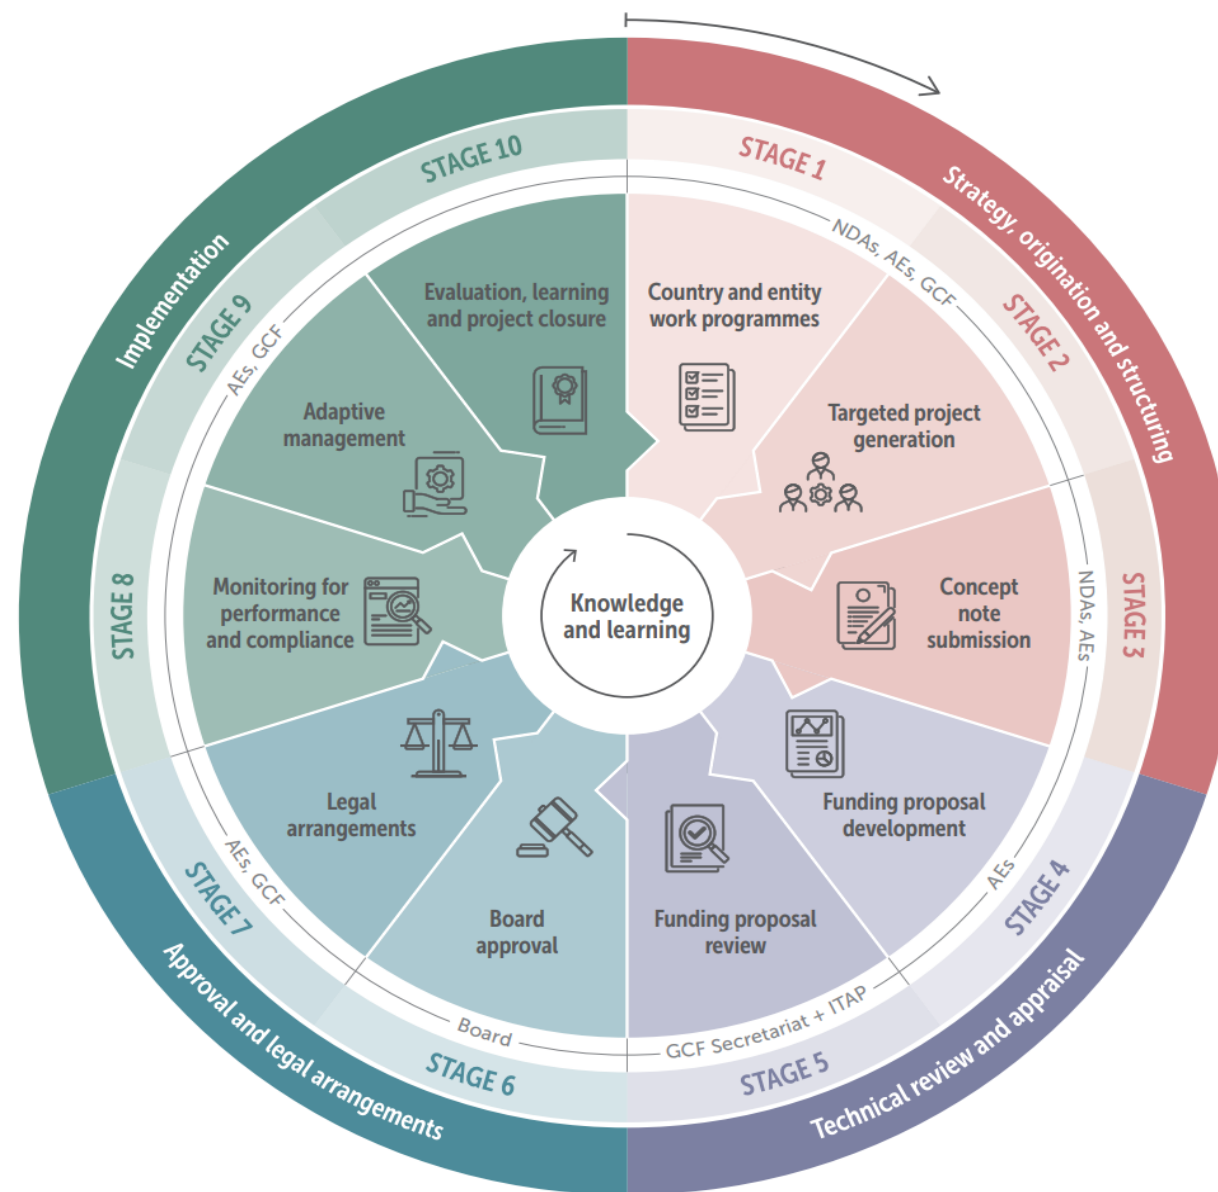 STAGE 1
STAGE 2
STAGE 3
STAGE 4
STAGE 5
STAGE 6
STAGE 7
STAGE 8
STAGE 9
STAGE 10
Strategy, origination and structuring
Technical review and appraisal
Approval and legal arrangements
Implementation
NDAs, AEs, GCF
NDAs, AEs
AEs
GCF Secretariat + ITAP
Board
AEs, GCF
AEs, GCF
Country and entity
work programmes
Targeted project
generation
Concept
note
submission
Funding proposal
development
Funding proposal
review
Board
approval
Legal
arrangements
Monitoring for
performance
and compliance
Adaptive
management
Evaluation, learning
and project closure
Knowledge
and learning